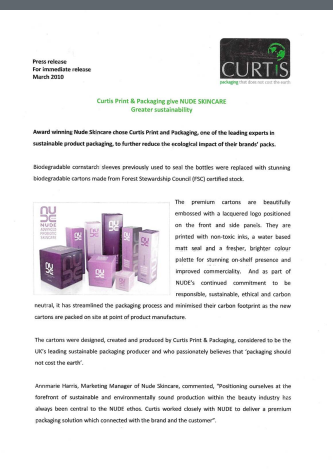 Press release
For immediate release
March 2010
CURTIS
packaging that does not cost the earth
Curtis Print & Packaging give NUDE SKINCARE
Greater sustainability
Award winning Nude Skincare chose Curtis Print and Packaging, one of the leading experts in
sustainable product packaging, to further reduce the ecological impact of their brands' packs.
Biodegradable cornstarch sleeves previously used to seal the bottles were replaced with stunning
biodegradable cartons made from Forest Stewardship Council (FSC) certified stock.
The premium cartons are beautifully
embossed with a lacquered logo positioned
on the front and side panels. They are
printed with non-toxic inks, a water based
matt seal and a fresher, brighter colour
palette for stunning on-shelf presence and
improved commerciality. And as part of
NUDE's continued commitment to be
responsible, sustainable, ethical and carbon
neutral, it has streamlined the packaging process and minimised their carbon footprint as the new
cartons are packed on site at point of product manufacture.
The cartons were designed, created and produced by Curtis Print & Packaging, considered to be the
UK's leading sustainable packaging producer and who passionately believes that 'packaging should
not cost the earth'.
Annmarie Harris, Marketing Manager of Nude Skincare, commented, "Positioning ourselves at the
forefront of sustainable and environmentally sound production within the beauty industry has
always been central to the NUDE ethos. Curtis worked closely with NUDE to deliver a premium
packaging solution which connected with the brand and the customer".
NUDE
NUDE